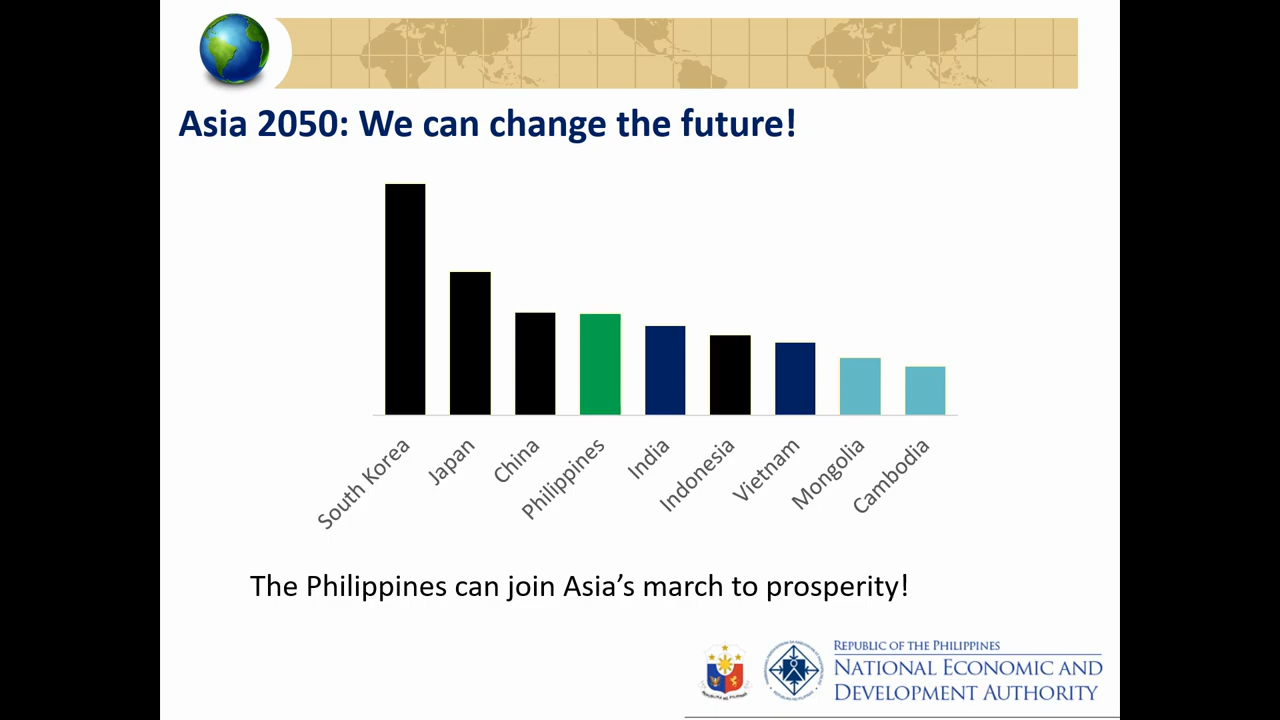 Asia 2050: We can change the future!
South Korea
Japan
China
Philippines
India
Indonesia
Vietnam
Mongolia
Cambodia
The Philippines can join Asia’s march to prosperity!
REPUBLIC OF THE PHILIPPINES
NATIONAL ECONOMIC AND
DEVELOPMENT AUTHORITY